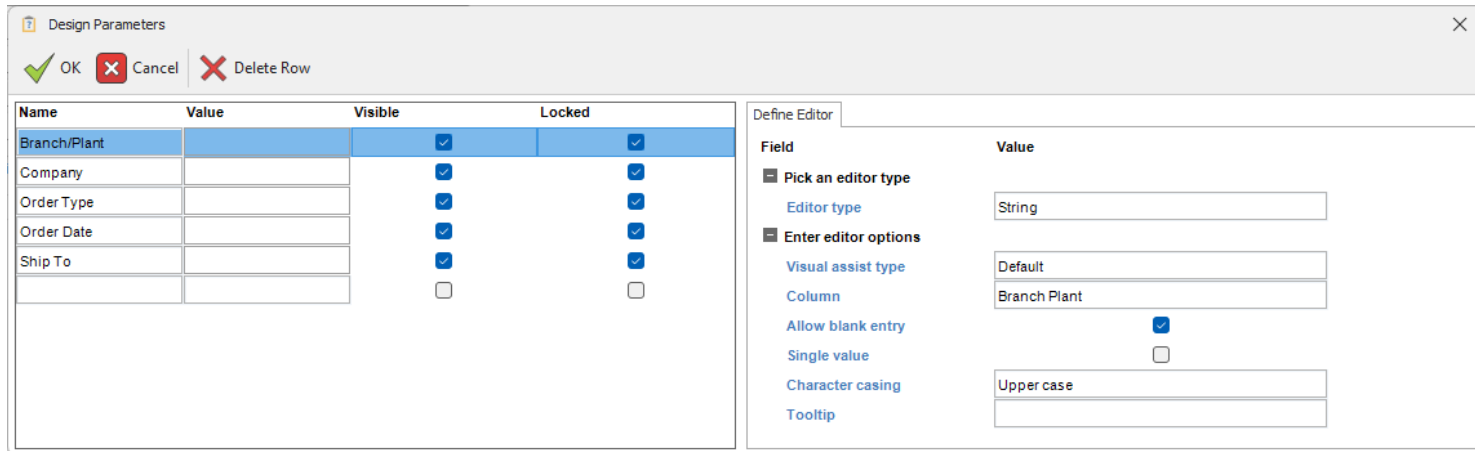 Design Parameters
OK Cancel Delete Row
Name Value Visible Locked
Branch/Plant
Company
Order Type
Order Date
Ship To
Define Editor
Field Value
Pick an editor type
Editor type String
Enter editor options
Visual assist type Default
Column Branch Plant
Allow blank entry
Single value
Character casing Upper case
Tooltip